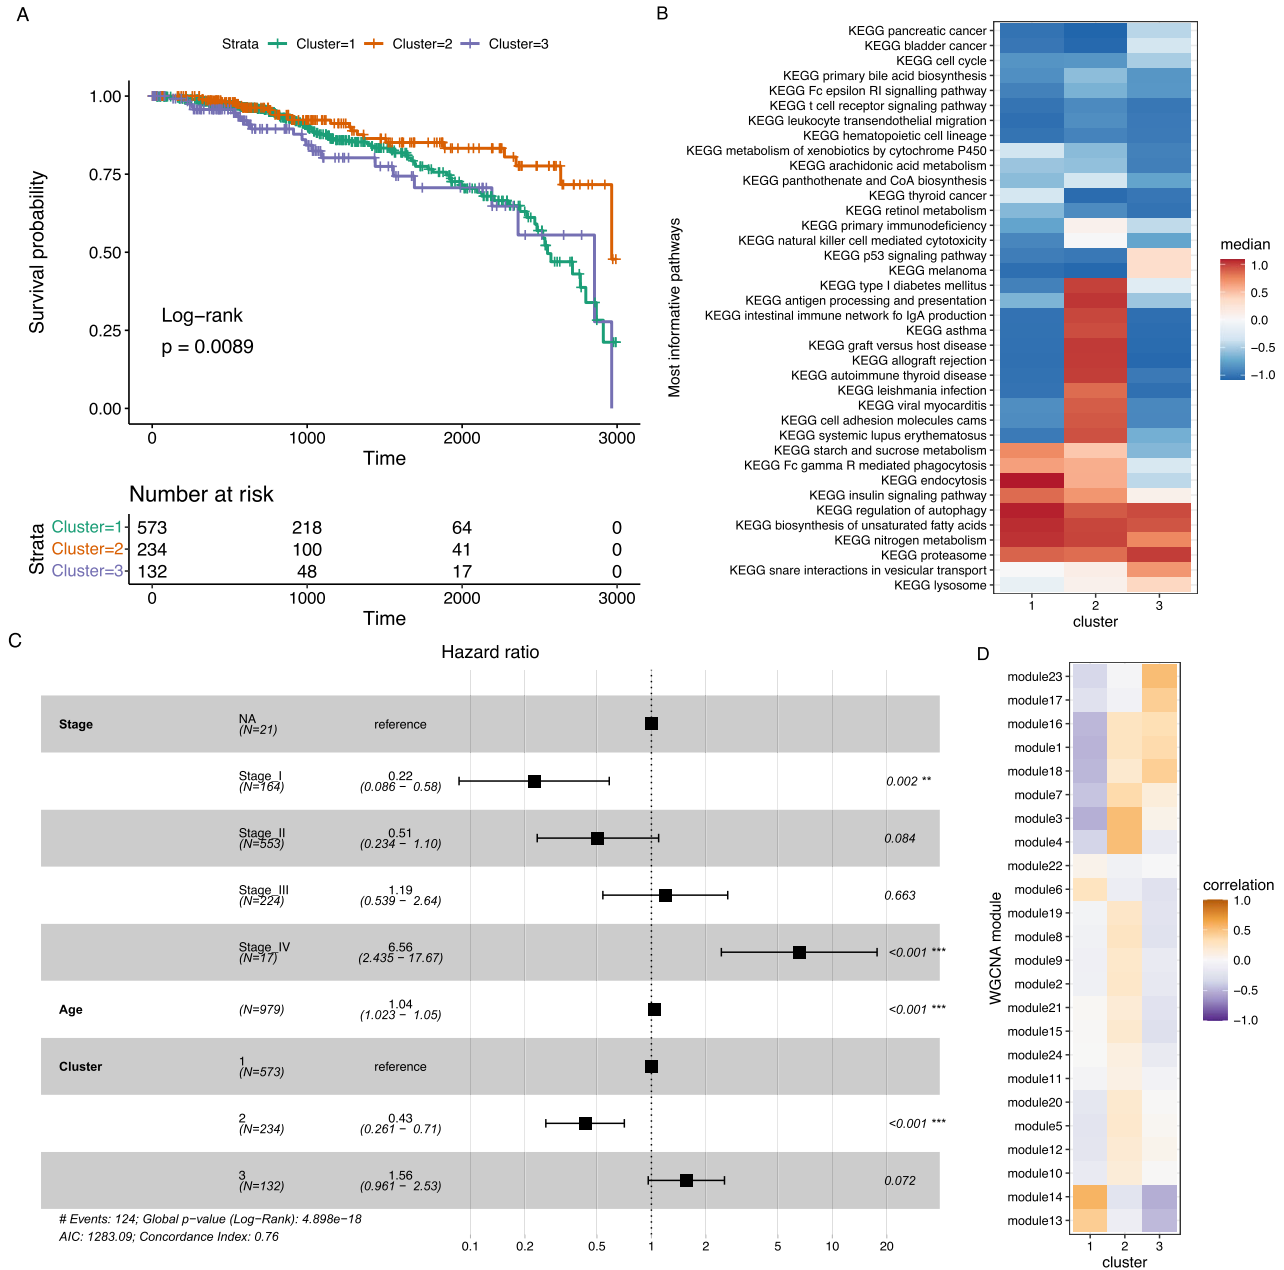 A
Strata Cluster=1 Cluster=2 Cluster=3
Survival probability
1.00
0.75
0.50
0.25
0.00
Log-rank
p = 0.0089
0 1000 2000 3000
Time
Number at risk
Strata
Cluster=1 573 218 64 0
Cluster=2 234 100 41 0
Cluster=3 132 48 17 0
0 1000 2000 3000
Time
B
Most informative pathways
KEGG pancreatic cancer
KEGG bladder cancer
KEGG cell cycle
KEGG primary bile acid biosynthesis
KEGG Fc epsilon RI signalling pathway
KEGG t cell receptor signaling pathway
KEGG leukocyte transendothelial migration
KEGG hematopoietic cell lineage
KEGG metabolism of xenobiotics by cytochrome P450
KEGG arachidonic acid metabolism
KEGG panthothenate and CoA biosynthesis
KEGG thyroid cancer
KEGG retinol metabolism
KEGG primary immunodeficiency
KEGG natural killer cell mediated cytotoxicity
KEGG p53 signaling pathway
KEGG melanoma
KEGG type I diabetes mellitus
KEGG antigen processing and presentation
KEGG intestinal immune network fo IgA production
KEGG asthma
KEGG graft versus host disease
KEGG allograft rejection
KEGG autoimmune thyroid disease
KEGG leishmania infection
KEGG viral myocarditis
KEGG cell adhesion molecules cams
KEGG systemic lupus erythematosus
KEGG starch and sucrose metabolism
KEGG Fc gamma R mediated phagocytosis
KEGG endocytosis
KEGG insulin signaling pathway
KEGG regulation of autophagy
KEGG biosynthesis of unsaturated fatty acids
KEGG nitrogen metabolism
KEGG proteasome
KEGG snare interactions in vesicular transport
KEGG lysosome
1 2 3
cluster
median
1.0
0.5
0.0
−0.5
−1.0
C
Hazard ratio
Stage NA reference
(N=21)
Stage_I 0.22 0.002 **
(N=164) (0.086 − 0.58)
Stage_II 0.51 0.084
(N=553) (0.234 − 1.10)
Stage_III 1.19 0.663
(N=224) (0.539 − 2.64)
Stage_IV 6.56 <0.001 ***
(N=17) (2.435 − 17.67)
Age (N=979) 1.04 <0.001 ***
(1.023 − 1.05)
Cluster 1 reference
(N=573)
2 0.43 <0.001 ***
(N=234) (0.261 − 0.71)
3 1.56 0.072
(N=132) (0.961 − 2.53)
# Events: 124; Global p−value (Log−Rank): 4.898e−18
AIC: 1283.09; Concordance Index: 0.76
0.1 0.2 0.5 1 2 5 10 20
D
WGCNA module
module23
module17
module16
module1
module18
module7
module3
module4
module22
module6
module19
module8
module9
module2
module21
module15
module24
module11
module20
module5
module12
module10
module14
module13
1 2 3
cluster
correlation
1.0
0.5
0.0
−0.5
−1.0